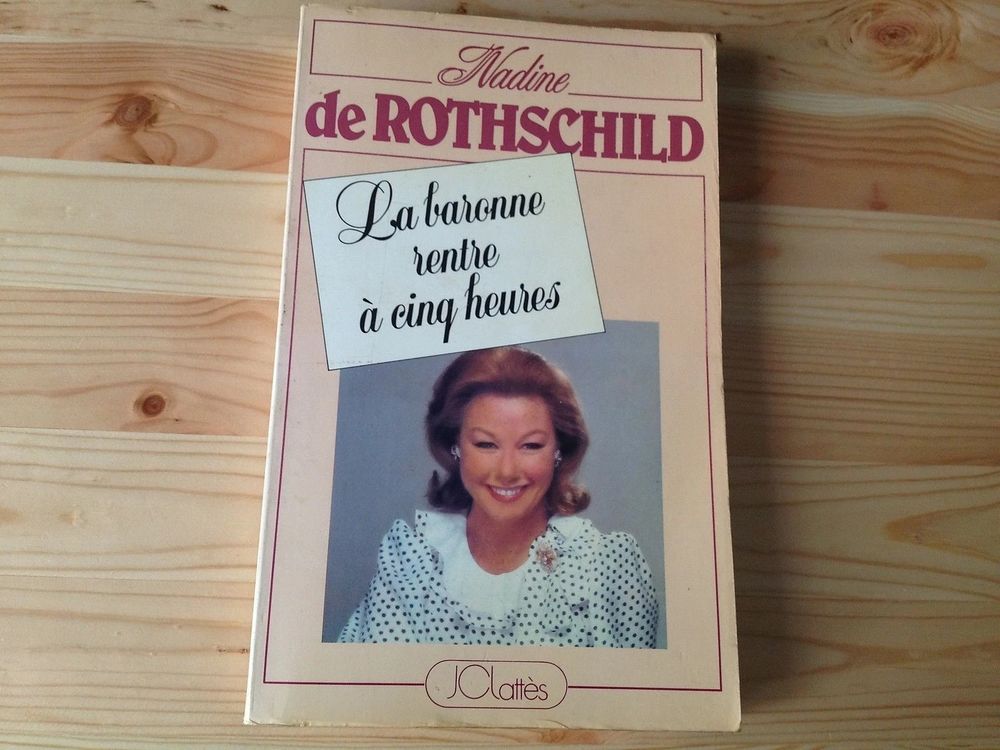 Nadine
de ROTHSCHILD
La baronne
rentre
à cinq heures
JClattès